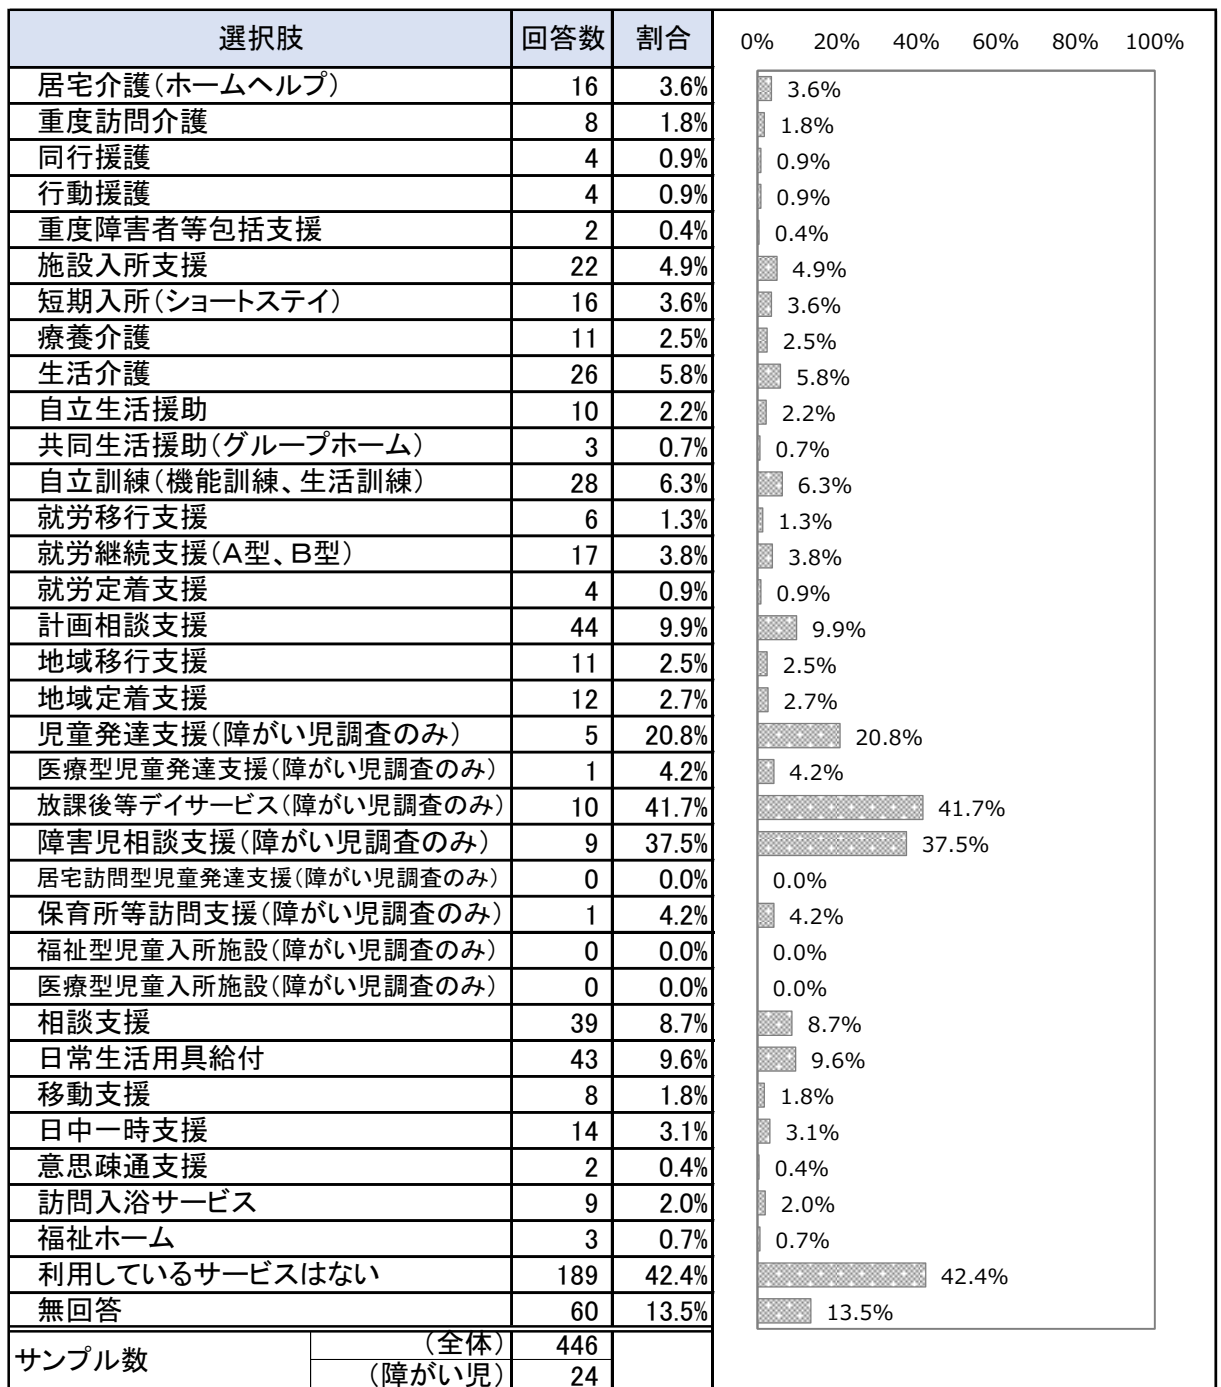 選択肢 回答数 割合 0% 20% 40% 60% 80% 100%
居宅介護(ホームヘルプ) 16 3.6% 3.6%
重度訪問介護 8 1.8% 1.8%
同行援護 4 0.9% 0.9%
行動援護 4 0.9% 0.9%
重度障害者等包括支援 2 0.4% 0.4%
施設入所支援 22 4.9% 4.9%
短期入所(ショートステイ) 16 3.6% 3.6%
療養介護 11 2.5% 2.5%
生活介護 26 5.8% 5.8%
自立生活援助 10 2.2% 2.2%
共同生活援助(グループホーム) 3 0.7% 0.7%
自立訓練(機能訓練、生活訓練) 28 6.3% 6.3%
就労移行支援 6 1.3% 1.3%
就労継続支援(A型、B型) 17 3.8% 3.8%
就労定着支援 4 0.9% 0.9%
計画相談支援 44 9.9% 9.9%
地域移行支援 11 2.5% 2.5%
地域定着支援 12 2.7% 2.7%
児童発達支援(障がい児調査のみ) 5 20.8% 20.8%
医療型児童発達支援(障がい児調査のみ) 1 4.2% 4.2%
放課後等デイサービス(障がい児調査のみ) 10 41.7% 41.7%
障害児相談支援(障がい児調査のみ) 9 37.5% 37.5%
居宅訪問型児童発達支援(障がい児調査のみ) 0 0.0% 0.0%
保育所等訪問支援(障がい児調査のみ) 1 4.2% 4.2%
福祉型児童入所施設(障がい児調査のみ) 0 0.0% 0.0%
医療型児童入所施設(障がい児調査のみ) 0 0.0% 0.0%
相談支援 39 8.7% 8.7%
日常生活用具給付 43 9.6% 9.6%
移動支援 8 1.8% 1.8%
日中一時支援 14 3.1% 3.1%
意思疎通支援 2 0.4% 0.4%
訪問入浴サービス 9 2.0% 2.0%
福祉ホーム 3 0.7% 0.7%
利用しているサービスはない 189 42.4% 42.4%
無回答 60 13.5% 13.5%
サンプル数 (全体) 446
(障がい児) 24